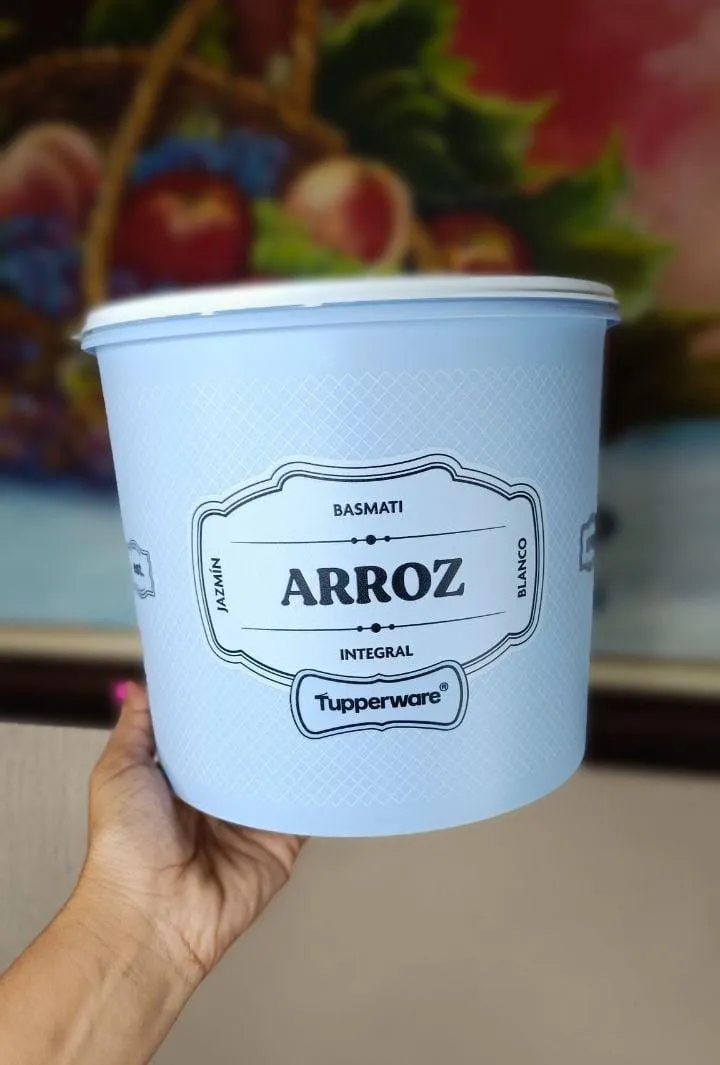 BASMATI
JAZMÍN
ARROZ
BLANCO
INTEGRAL
Tupperware®